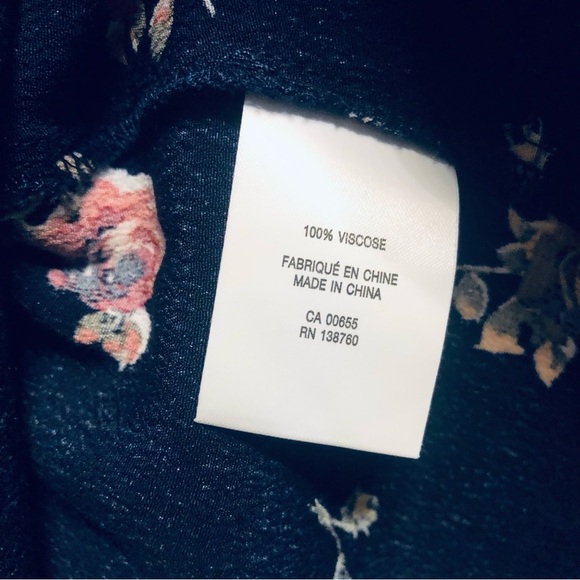 100% VISCOSE
FABRIQUÉ EN CHINE
MADE IN CHINA
CA 00655
RN 138760